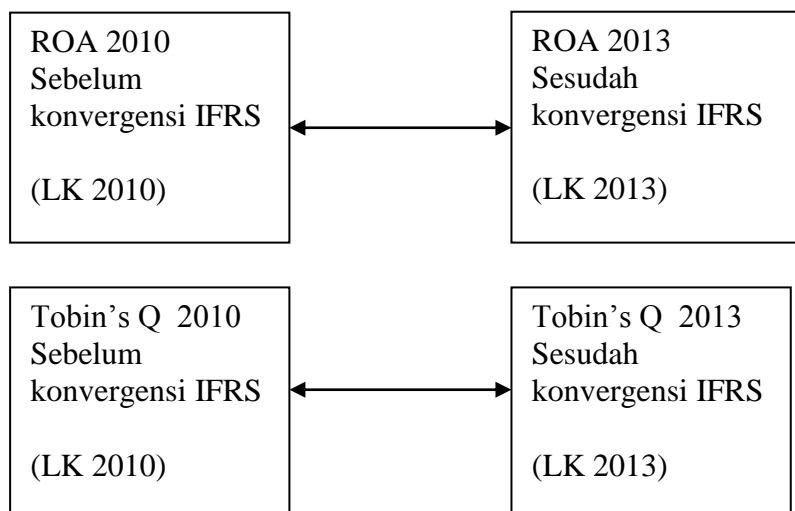 ROA 2010
Sebelum
konvergensi IFRS
(LK 2010)
ROA 2013
Sesudah
konvergensi IFRS
(LK 2013)
Tobin’s Q  2010
Sebelum
konvergensi IFRS
(LK 2010)
Tobin’s Q  2013
Sesudah
konvergensi IFRS
(LK 2013)